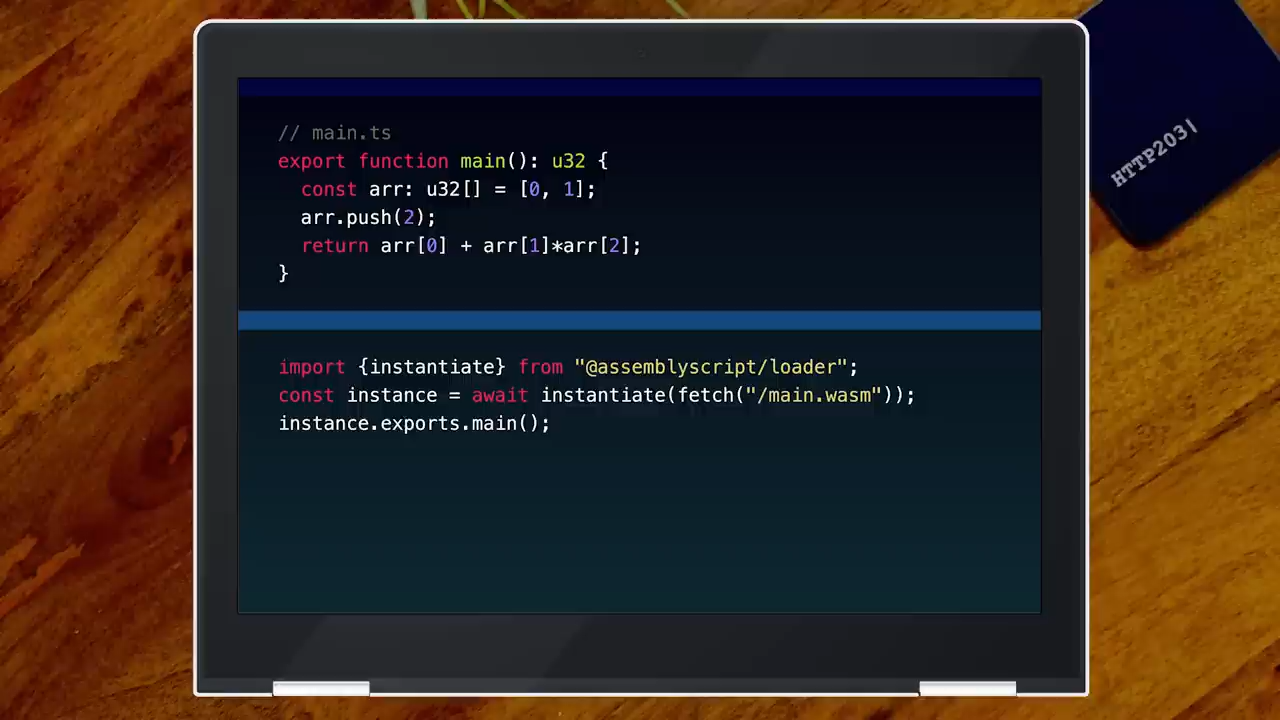 // main.ts
export function main(): u32 {
  const arr: u32[] = [0, 1];
  arr.push(2);
  return arr[0] + arr[1]*arr[2];
}
import {instantiate} from "@assemblyscript/loader";
const instance = await instantiate(fetch("/main.wasm"));
instance.exports.main();
HTTP203|